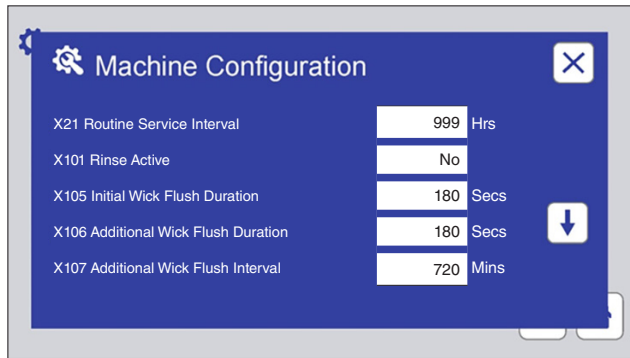 Machine Configuration
X21 Routine Service Interval 999 Hrs
X101 Rinse Active No
X105 Initial Wick Flush Duration 180 Secs
X106 Additional Wick Flush Duration 180 Secs
X107 Additional Wick Flush Interval 720 Mins